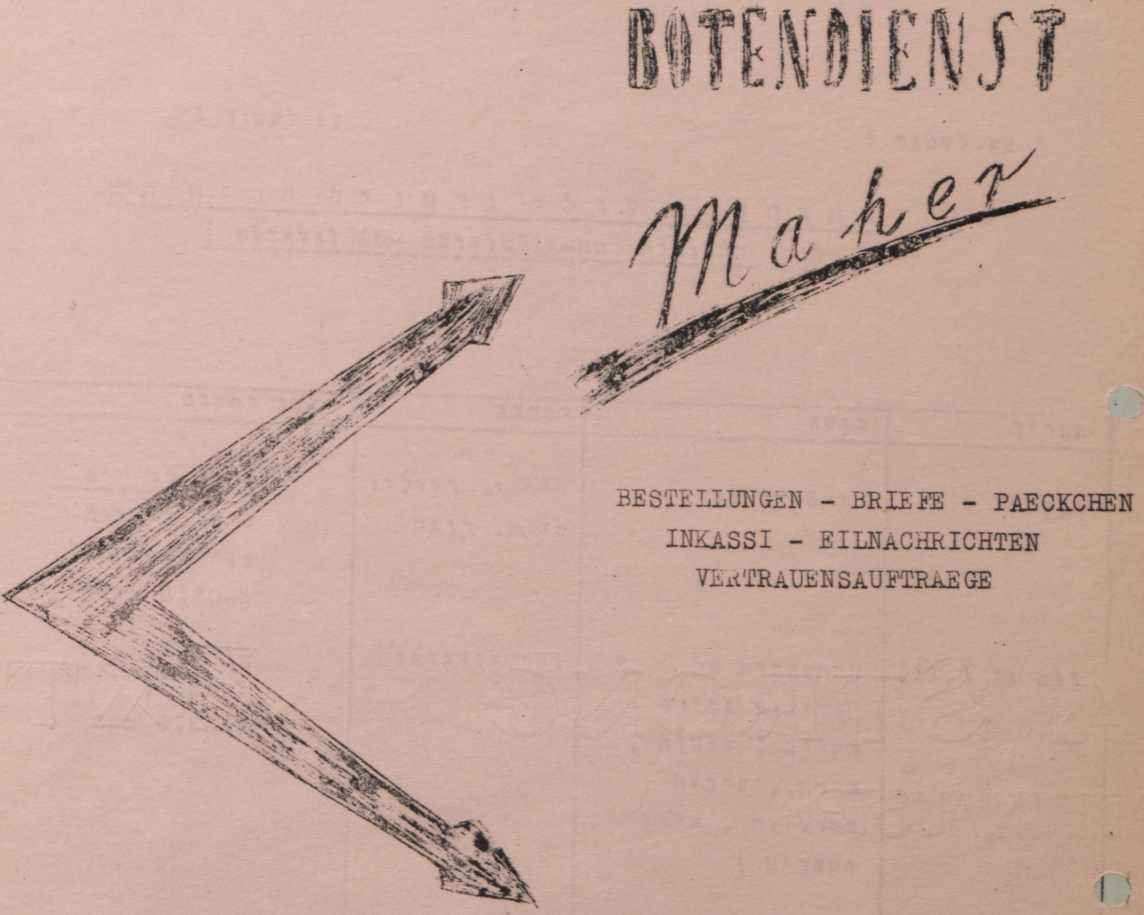 BOTENDIENST
Maher
BESTELLUNGEN - BRIEFE - PAECKCHEN
INKASSI - EILNACHRICHTEN
VERTRAUENSAUFTRAEGE